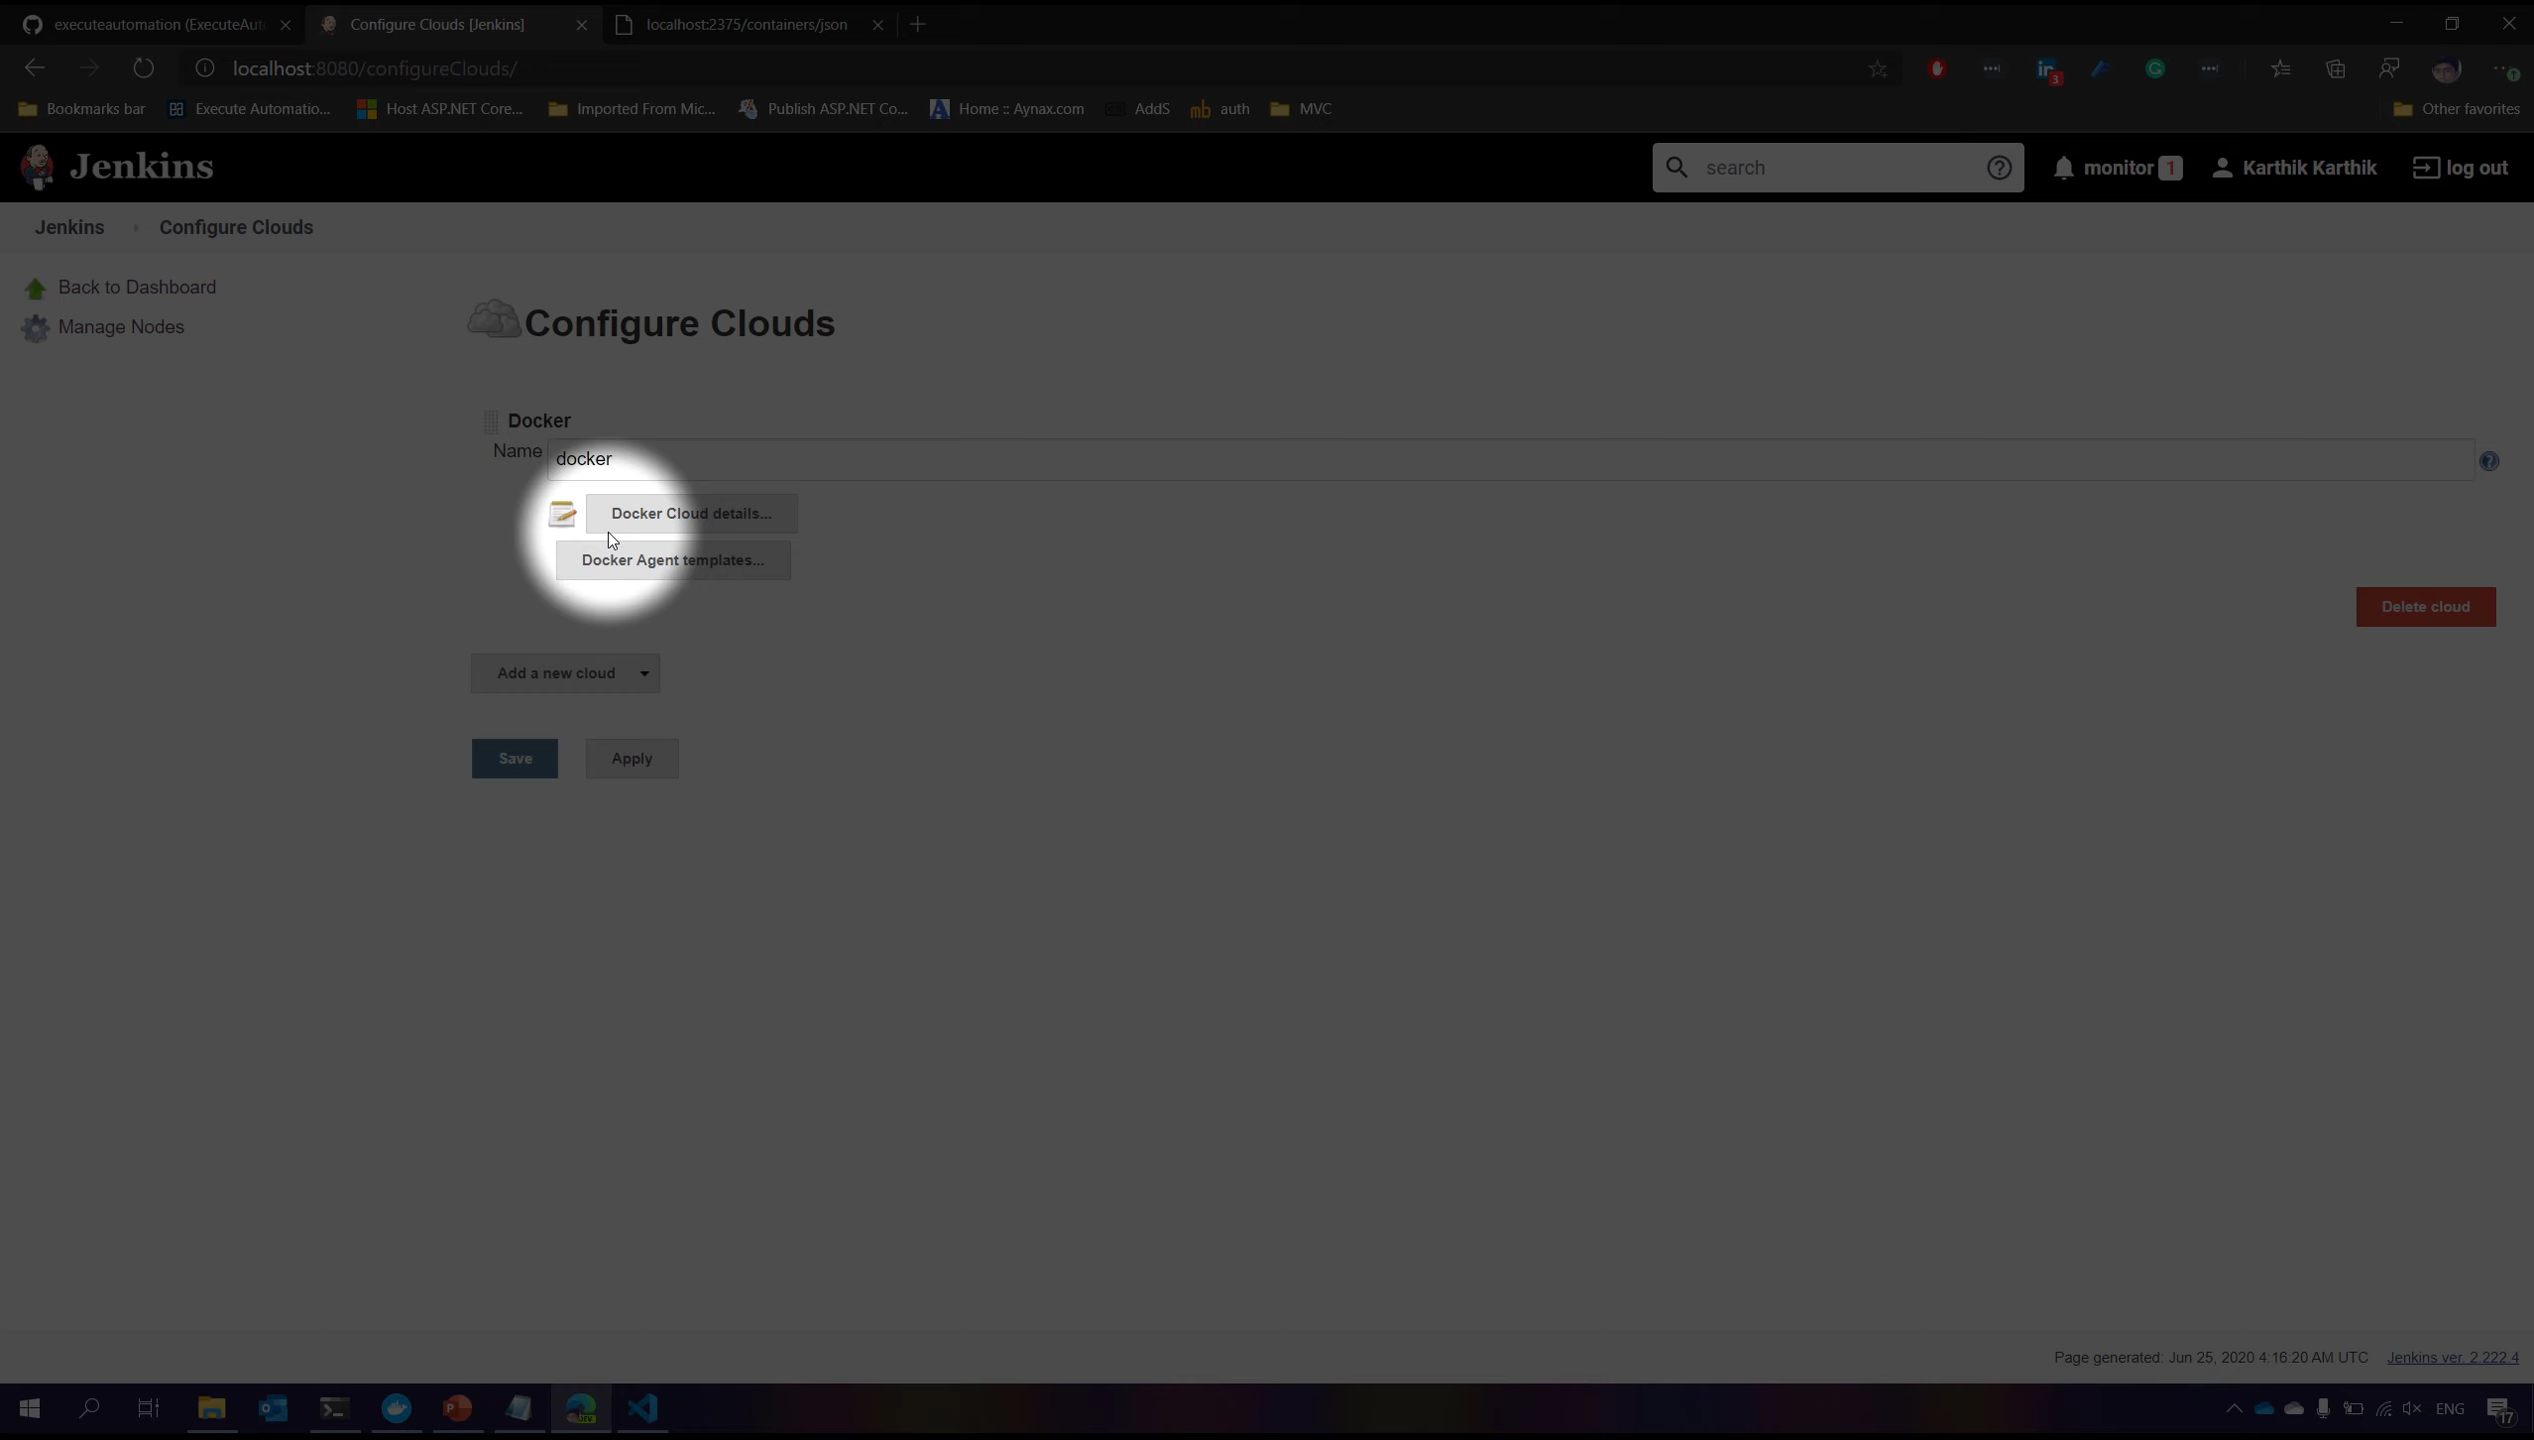 executeautomation (ExecuteAut
Configure Clouds [Jenkins]
localhost:2375/containers/json
localhost:8080/configureClouds/
3
Bookmarks bar
Execute Automatio...
Host ASP.NET Core...
Imported From Mic...
Publish ASP.NET Co...
Home :: Aynax.com
AddS
auth
MVC
Other favorites
Jenkins
search
monitor 1
Karthik Karthik
log out
Jenkins
Configure Clouds
Back to Dashboard
Manage Nodes
Configure Clouds
Docker
Name
docker
Docker Cloud details...
Docker Agent templates...
Delete cloud
Add a new cloud
Save
Apply
Page generated: Jun 25, 2020 4:16:20 AM UTC
Jenkins ver. 2.222.4
ENG
17